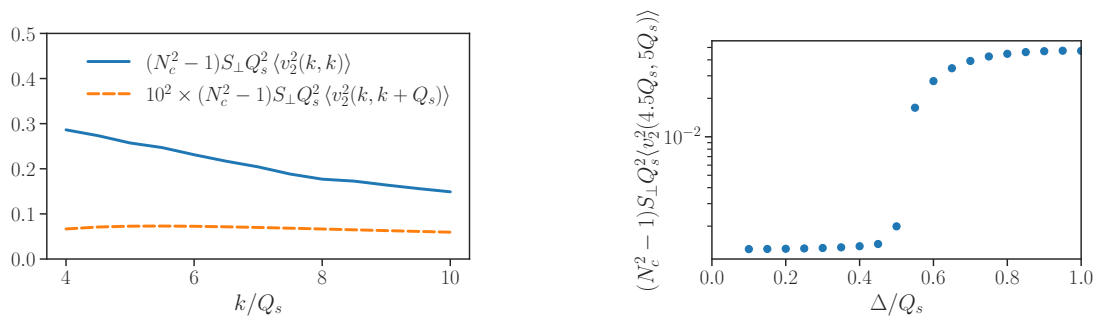 0.5
0.4
0.3
0.2
0.1
0.0
(N_c^2 − 1)S_⊥Q_s^2 ⟨v_2^2(k, k)⟩
10^2 × (N_c^2 − 1)S_⊥Q_s^2 ⟨v_2^2(k, k + Q_s)⟩
4 6 8 10
k/Q_s
(N_c^2 − 1)S_⊥Q_s^2⟨v_2^2(4.5Q_s, 5Q_s)⟩
10^−2
0.0 0.2 0.4 0.6 0.8 1.0
Δ/Q_s